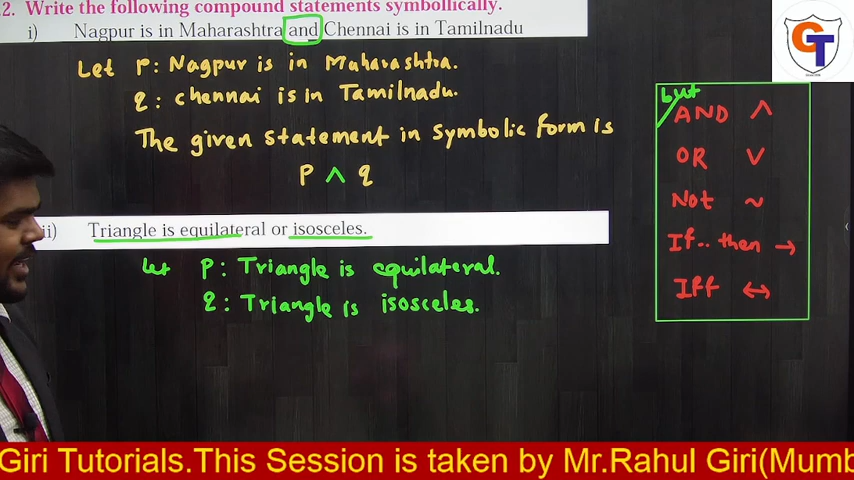 2. Write the following compound statements symbollically.
i) Nagpur is in Maharashtra and Chennai is in Tamilnadu
Let p: Nagpur is in Maharashtra.
q: Chennai is in Tamilnadu.
The given statement in symbolic form is
p ∧ q
ii) Triangle is equilateral or isosceles.
Let p: Triangle is equilateral.
q: Triangle is isosceles.
GT
but
AND ∧
OR ∨
Not ~
If.. then →
Iff ↔
Giri Tutorials.This Session is taken by Mr.Rahul Giri(Mumb